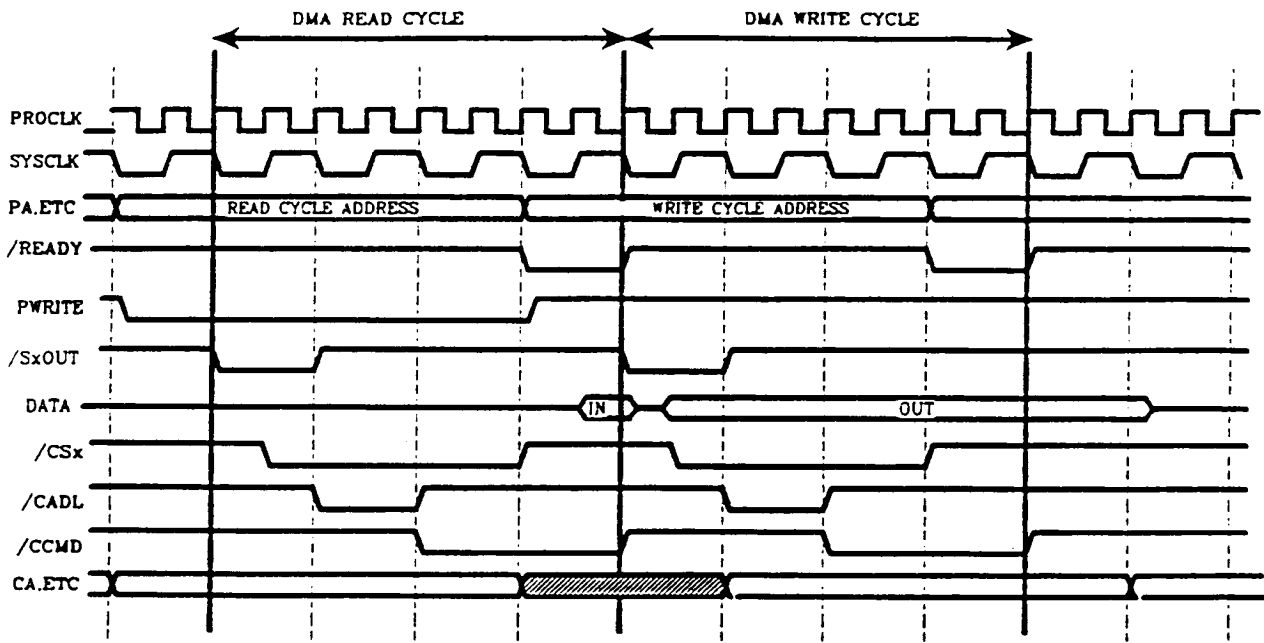 DMA READ CYCLE
DMA WRITE CYCLE
PROCLK
SYSCLK
PA.ETC
READ CYCLE ADDRESS
WRITE CYCLE ADDRESS
/READY
PWRITE
/SxOUT
DATA
IN
OUT
/CSx
/CADL
/CCMD
CA.ETC